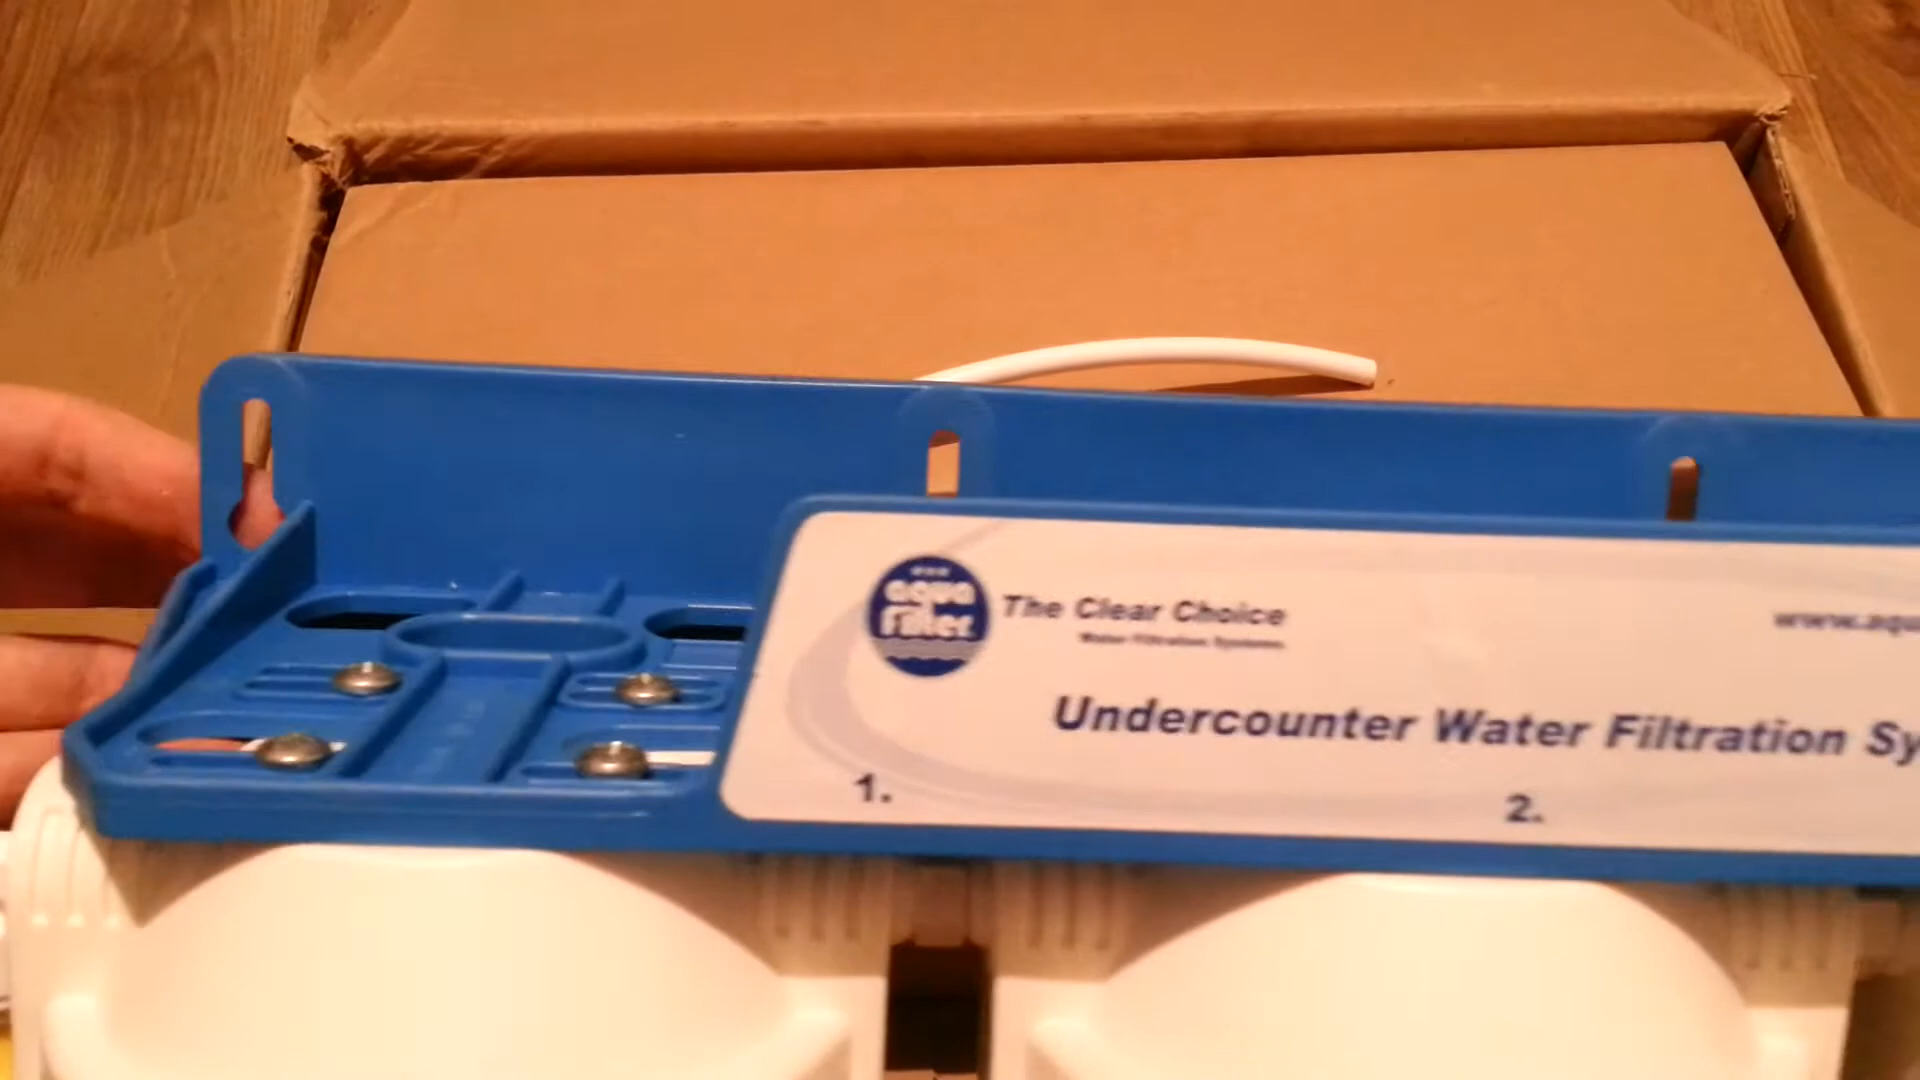 aqua
filter
The Clear Choice
Water Filtration Systems
www.aqu
Undercounter Water Filtration Sy
1.
2.